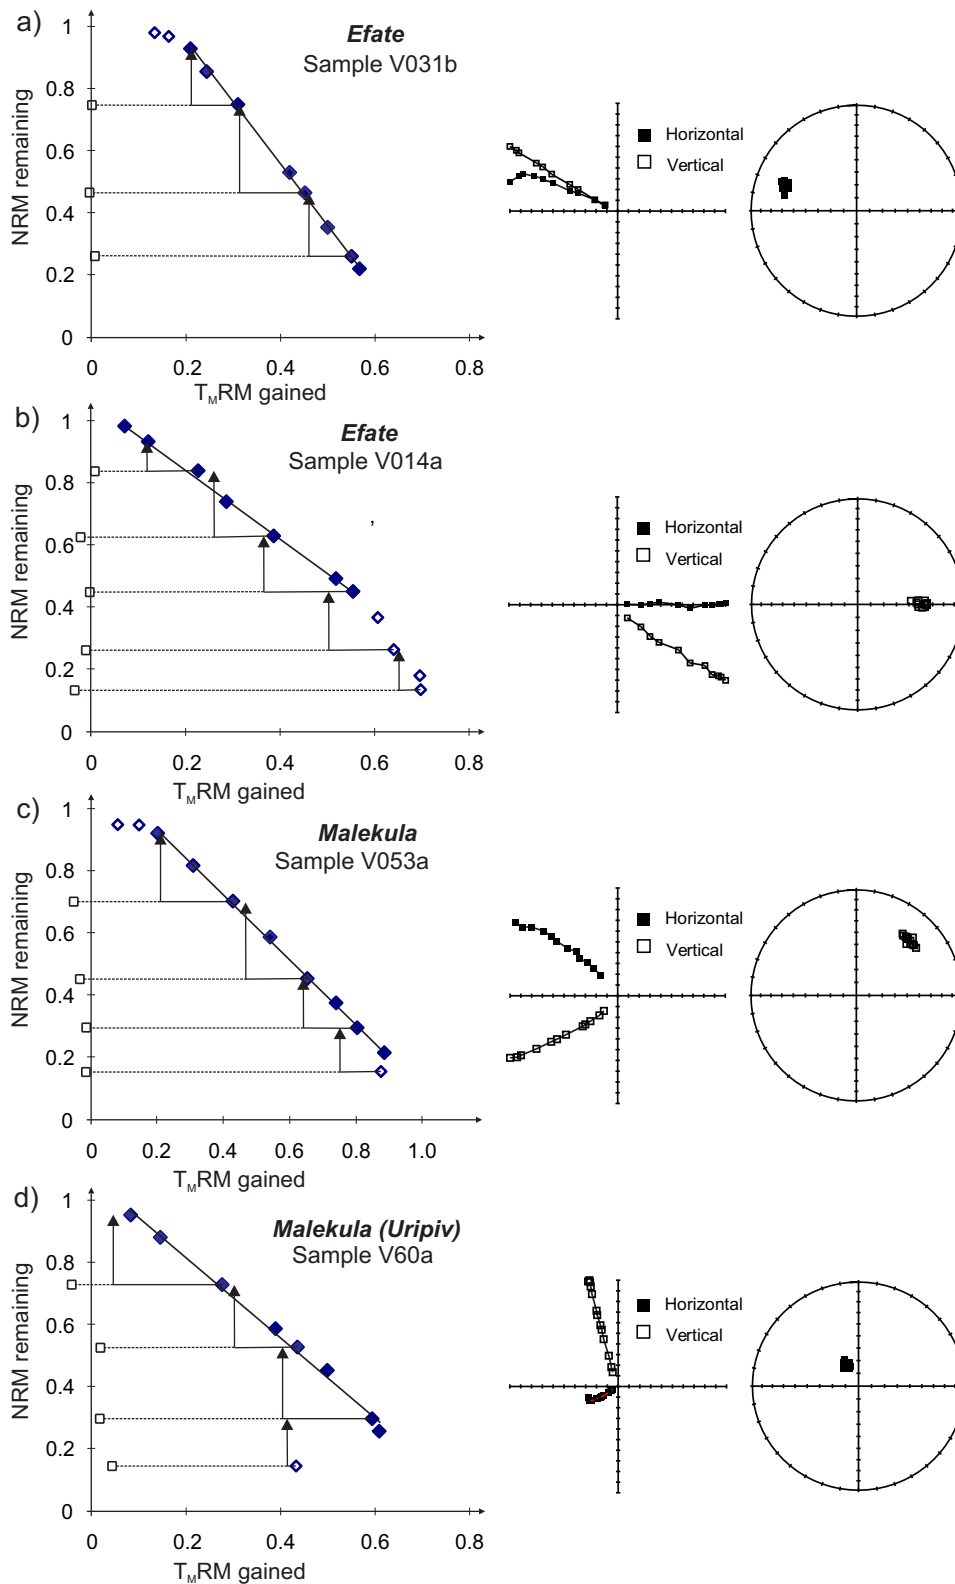 a)
Efate
Sample V031b
NRM remaining
1
0.8
0.6
0.4
0.2
0
0 0.2 0.4 0.6 0.8
TMRM gained
Horizontal
Vertical
b)
Efate
Sample V014a
,
NRM remaining
1
0.8
0.6
0.4
0.2
0
0 0.2 0.4 0.6 0.8
TMRM gained
Horizontal
Vertical
c)
Malekula
Sample V053a
NRM remaining
1
0.8
0.6
0.4
0.2
0
0 0.2 0.4 0.6 0.8 1.0
TMRM gained
Horizontal
Vertical
d)
Malekula (Uripiv)
Sample V60a
NRM remaining
1
0.8
0.6
0.4
0.2
0
0 0.2 0.4 0.6 0.8
TMRM gained
Horizontal
Vertical